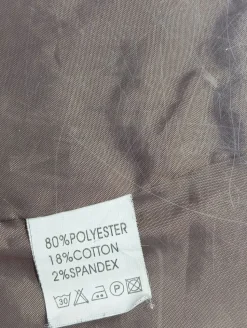 80%POLYESTER
18%COTTON
2%SPANDEX
30 P